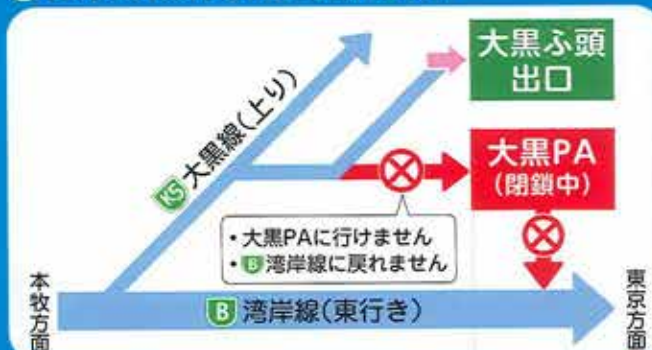 大黒ふ頭
出口
K5 大黒線(上り)
大黒PA
(閉鎖中)
・大黒PAに行けません
・B 湾岸線に戻れません
本牧方面
B 湾岸線(東行き)
東京方面